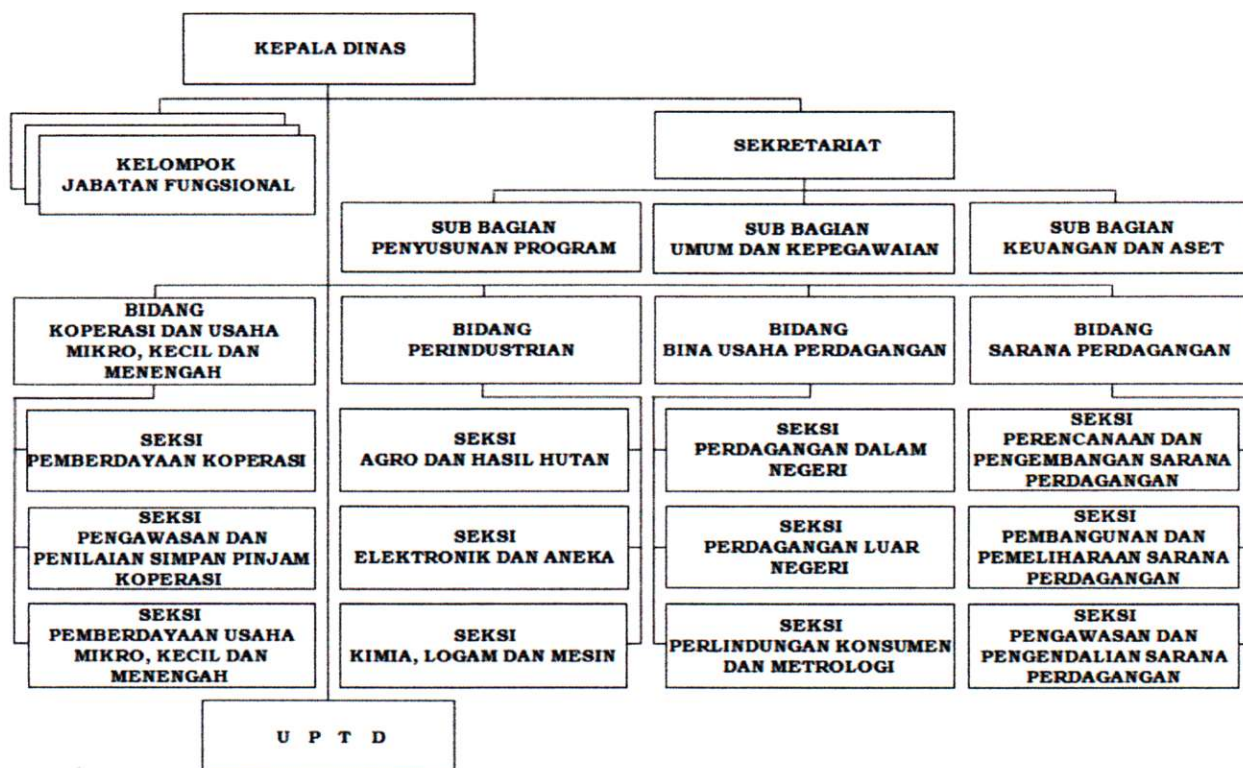 KEPALA DINAS
KELOMPOK
JABATAN FUNGSIONAL
SEKRETARIAT
SUB BAGIAN
PENYUSUNAN PROGRAM
SUB BAGIAN
UMUM DAN KEPEGAWAIAN
SUB BAGIAN
KEUANGAN DAN ASET
BIDANG
KOPERASI DAN USAHA
MIKRO, KECIL DAN
MENENGAH
BIDANG
PERINDUSTRIAN
BIDANG
BINA USAHA PERDAGANGAN
BIDANG
SARANA PERDAGANGAN
SEKSI
PEMBERDAYAAN KOPERASI
SEKSI
AGRO DAN HASIL HUTAN
SEKSI
PERDAGANGAN DALAM
NEGERI
SEKSI
PERENCANAAN DAN
PENGEMBANGAN SARANA
PERDAGANGAN
SEKSI
PENGAWASAN DAN
PENILAIAN SIMPAN PINJAM
KOPERASI
SEKSI
ELEKTRONIK DAN ANEKA
SEKSI
PERDAGANGAN LUAR
NEGERI
SEKSI
PEMBANGUNAN DAN
PEMELIHARAAN SARANA
PERDAGANGAN
SEKSI
PEMBERDAYAAN USAHA
MIKRO, KECIL DAN
MENENGAH
SEKSI
KIMIA, LOGAM DAN MESIN
SEKSI
PERLINDUNGAN KONSUMEN
DAN METROLOGI
SEKSI
PENGAWASAN DAN
PENGENDALIAN SARANA
PERDAGANGAN
U P T D